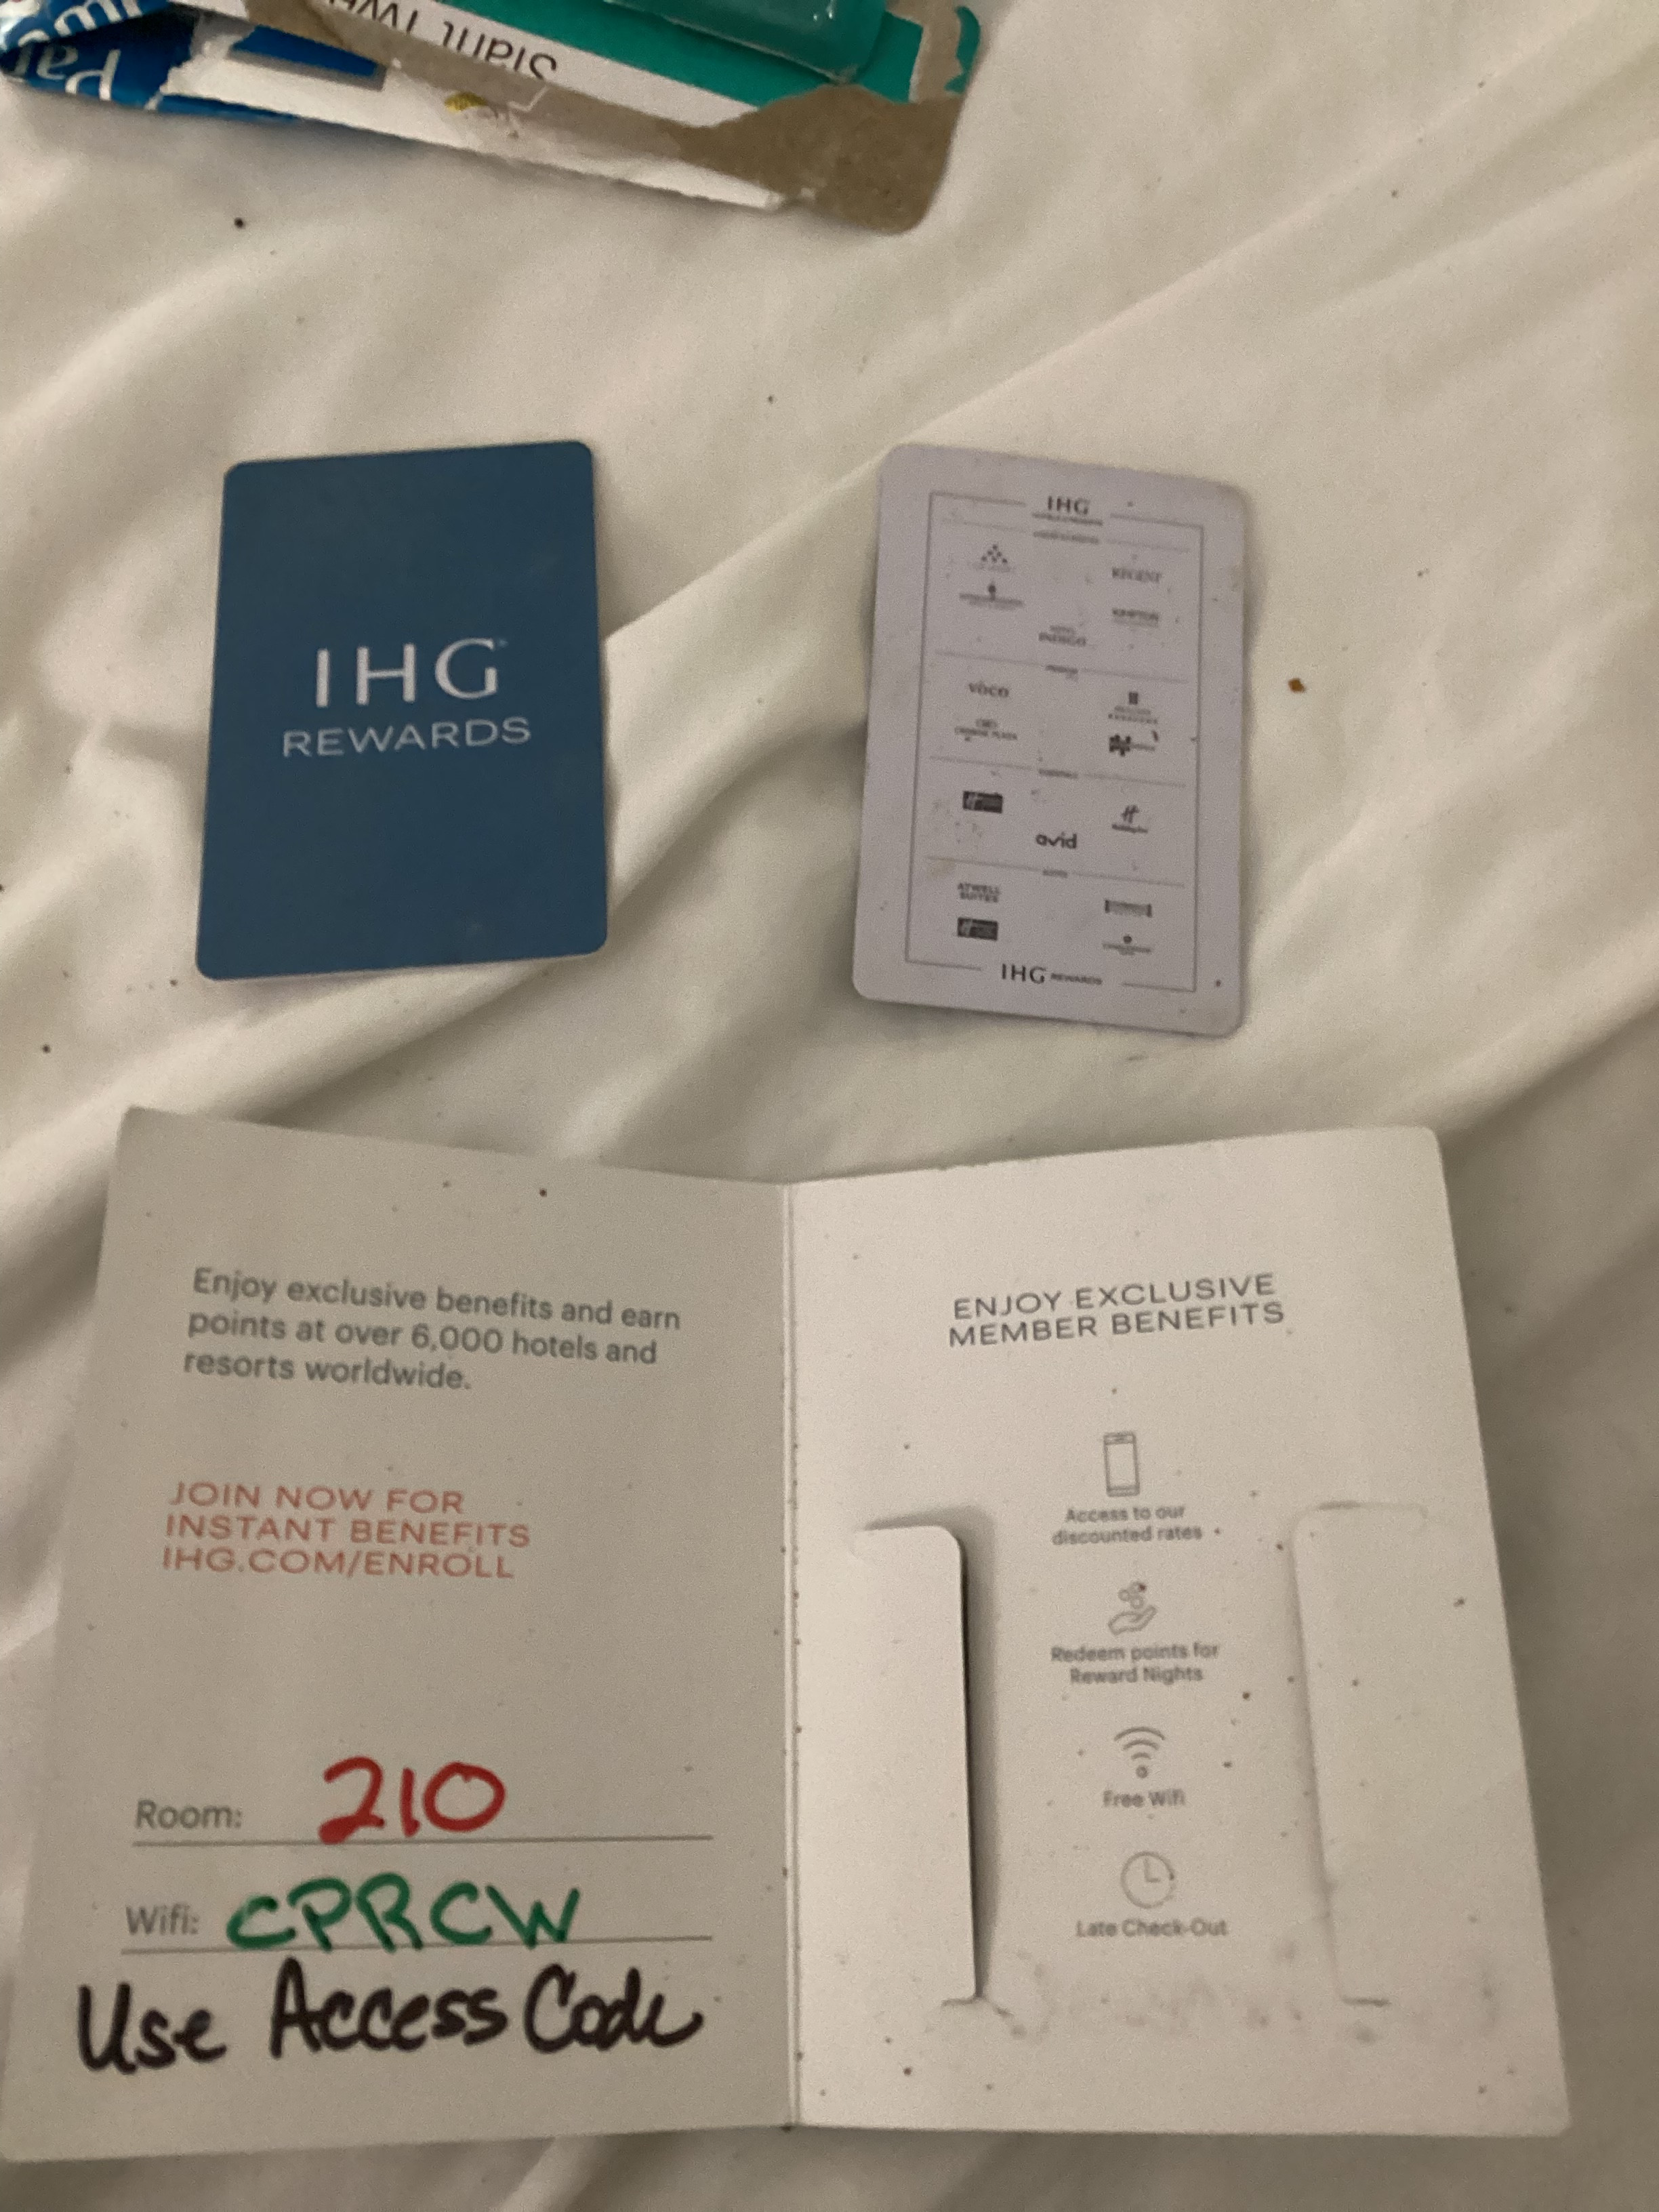 Slant Tw
Pa
IHG
REWARDS
IHG
REGENT
KIMPTON
HOTEL
INDIGO
voco
CROWNE PLAZA
avid
ATWELL
SUITES
IHG REWARDS
Enjoy exclusive benefits and earn
points at over 6,000 hotels and
resorts worldwide.
JOIN NOW FOR
INSTANT BENEFITS
IHG.COM/ENROLL
Room: 210
Wifi: CPRCW
Use Access Code
ENJOY EXCLUSIVE
MEMBER BENEFITS
Access to our
discounted rates
Redeem points for
Reward Nights
Free Wifi
Late Check-Out